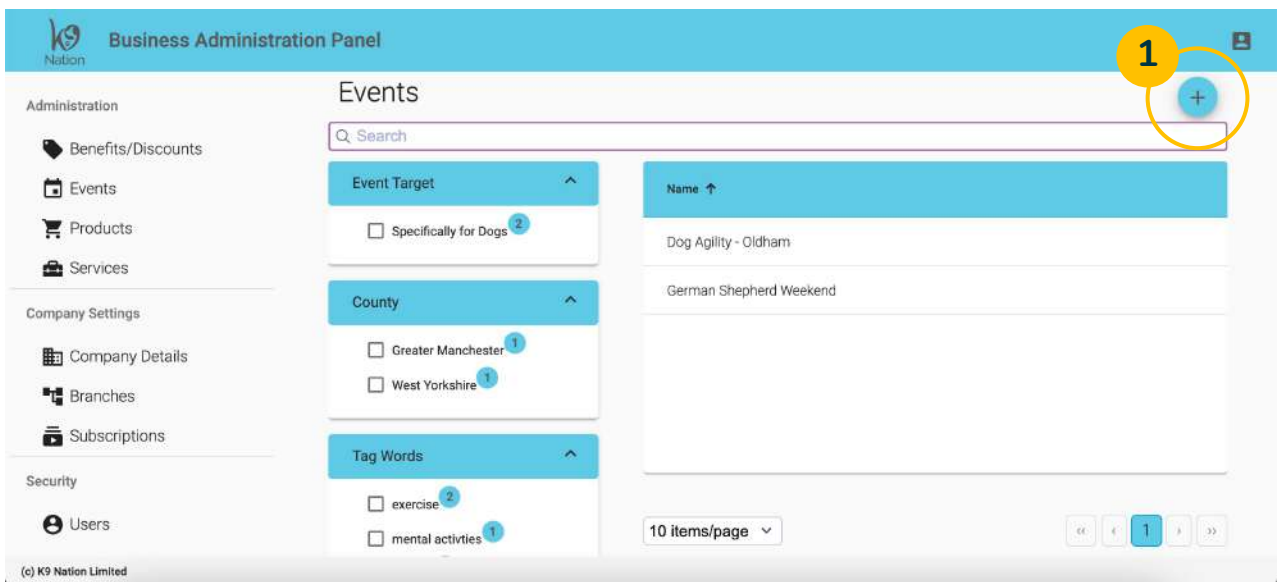 K9
Nation
Business Administration Panel
1
Administration
Benefits/Discounts
Events
Products
Services
Company Settings
Company Details
Branches
Subscriptions
Security
Users
Events
+
Search
Event Target
Specifically for Dogs 2
County
Greater Manchester 1
West Yorkshire 1
Tag Words
exercise 2
mental activties 1
Name ↑
Dog Agility - Oldham
German Shepherd Weekend
10 items/page
« ‹ 1 › »
(c) K9 Nation Limited